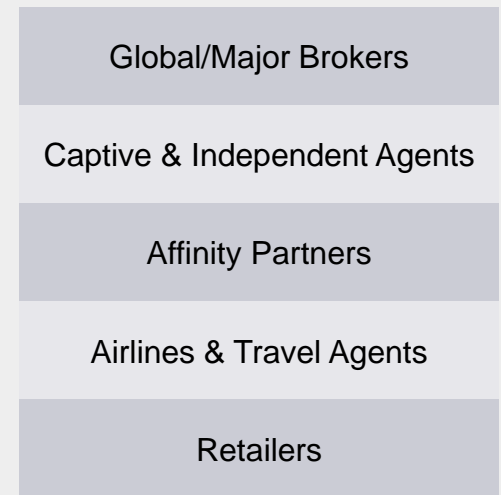 Global/Major Brokers
Captive & Independent Agents
Affinity Partners
Airlines & Travel Agents
Retailers